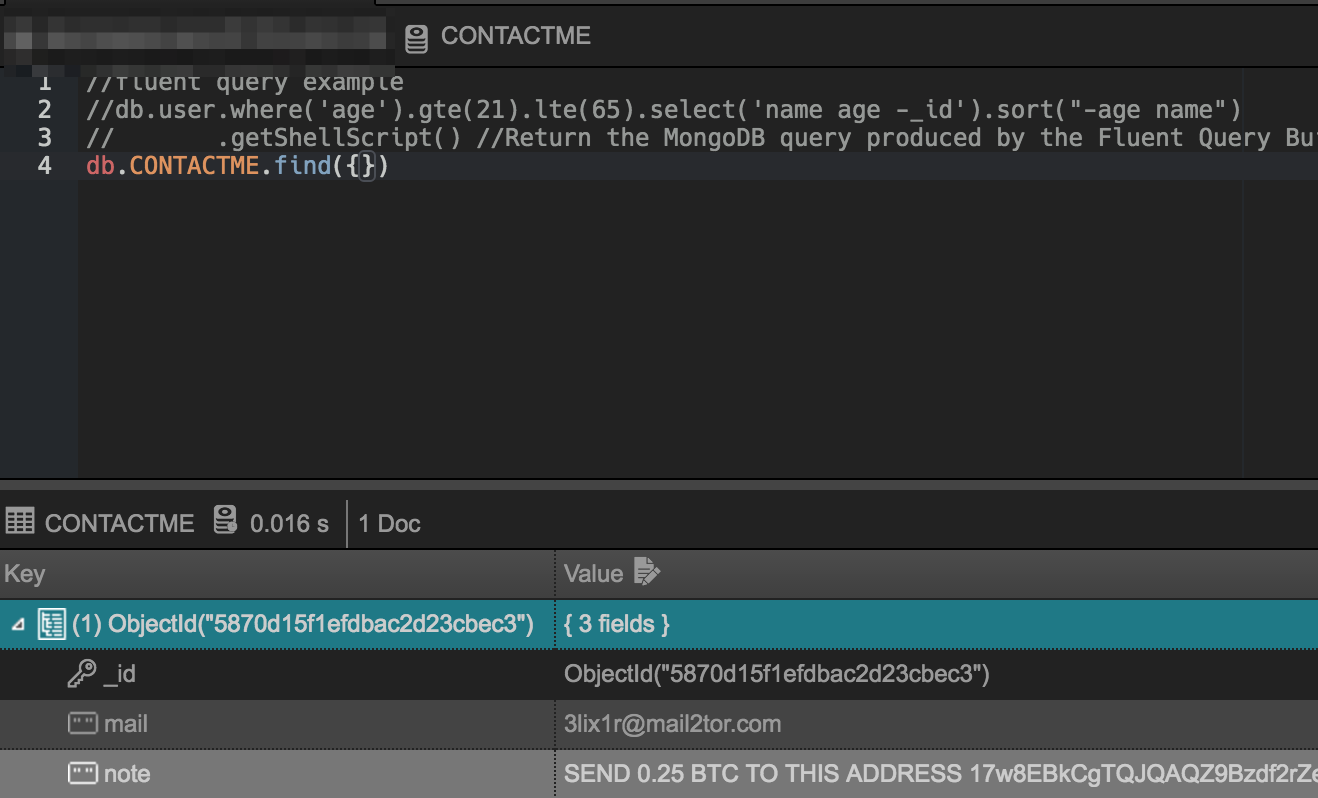 CONTACTME
1 //fluent query example
2 //db.user.where('age').gte(21).lte(65).select('name age -_id').sort("-age name")
3 // .getShellScript() //Return the MongoDB query produced by the Fluent Query Bu
4 db.CONTACTME.find({})
CONTACTME 0.016 s 1 Doc
Key Value
(1) ObjectId("5870d15f1efdbac2d23cbec3") { 3 fields }
_id ObjectId("5870d15f1efdbac2d23cbec3")
mail 3lix1r@mail2tor.com
note SEND 0.25 BTC TO THIS ADDRESS 17w8EBkCgTQJQAQZ9Bzdf2rZe